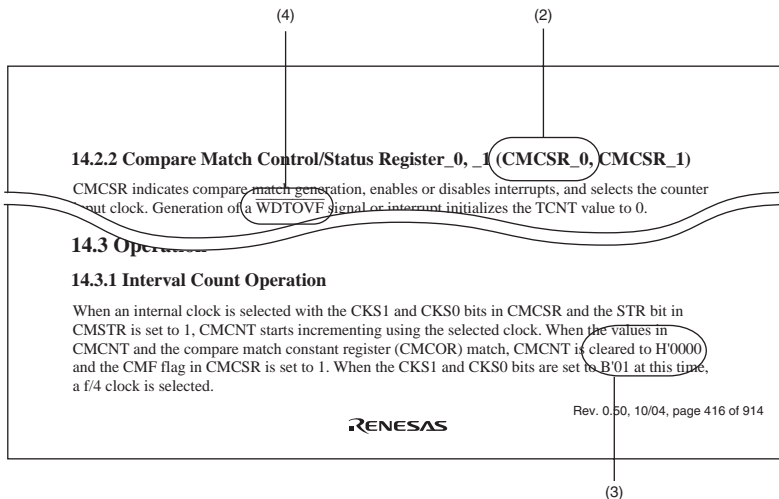 (4) (2)
14.2.2 Compare Match Control/Status Register_0, _1 (CMCSR_0, CMCSR_1)
CMCSR indicates compare match generation, enables or disables interrupts, and selects the counter
input clock. Generation of a WDTOVF signal or interrupt initializes the TCNT value to 0.
14.3 Operation
14.3.1 Interval Count Operation
When an internal clock is selected with the CKS1 and CKS0 bits in CMCSR and the STR bit in
CMSTR is set to 1, CMCNT starts incrementing using the selected clock. When the values in
CMCNT and the compare match constant register (CMCOR) match, CMCNT is cleared to H'0000
and the CMF flag in CMCSR is set to 1. When the CKS1 and CKS0 bits are set to B'01 at this time,
a f/4 clock is selected.
Rev. 0.50, 10/04, page 416 of 914
RENESAS
(3)